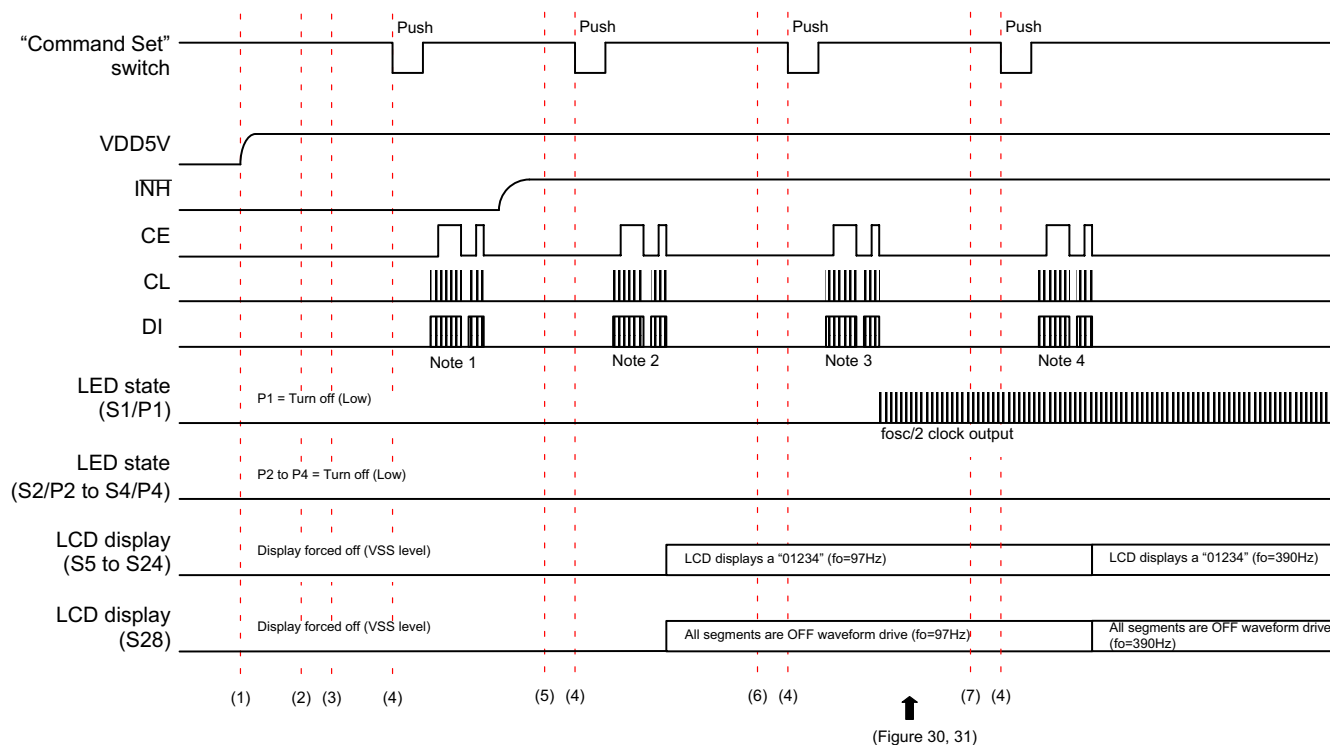 Push Push Push Push
“Command Set”
switch
VDD5V
INH
CE
CL
DI
Note 1 Note 2 Note 3 Note 4
LED state
(S1/P1)
P1 = Turn off (Low)
fosc/2 clock output
LED state
(S2/P2 to S4/P4)
P2 to P4 = Turn off (Low)
LCD display
(S5 to S24)
Display forced off (VSS level)
LCD displays a “01234” (fo=97Hz)
LCD displays a “01234” (fo=390Hz)
LCD display
(S28)
Display forced off (VSS level)
All segments are OFF waveform drive (fo=97Hz)
All segments are OFF waveform drive
(fo=390Hz)
(1) (2) (3) (4) (5) (4) (6) (4) (7) (4)
(Figure 30, 31)